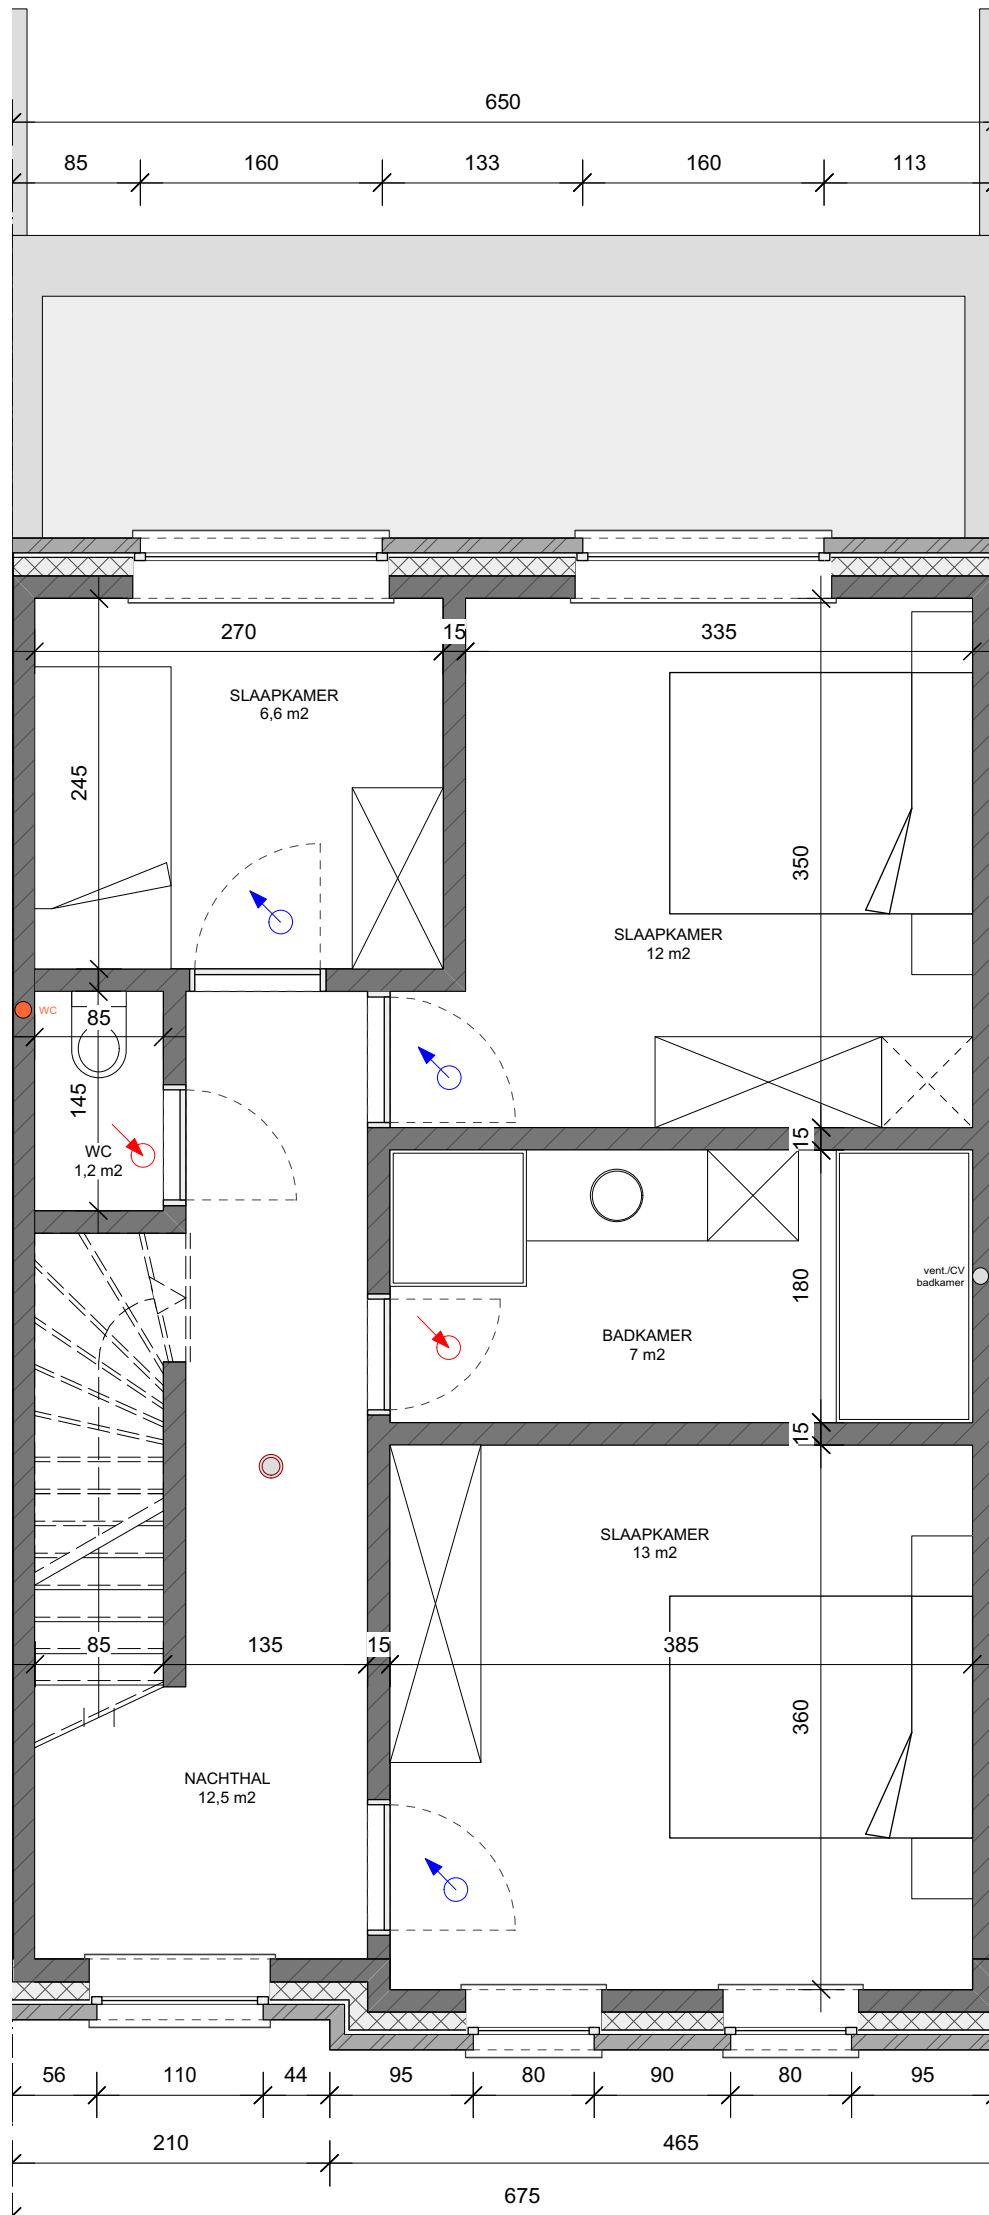 650
85 160 133 160 113
270 15 335
SLAAPKAMER
6,6 m2
245
350
SLAAPKAMER
12 m2
WC
85
145
WC
1,2 m2
15
vent./CV
badkamer
180
BADKAMER
7 m2
15
SLAAPKAMER
13 m2
85 135 15 385
360
NACHTHAL
12,5 m2
56 110 44 95 80 90 80 95
210 465
675